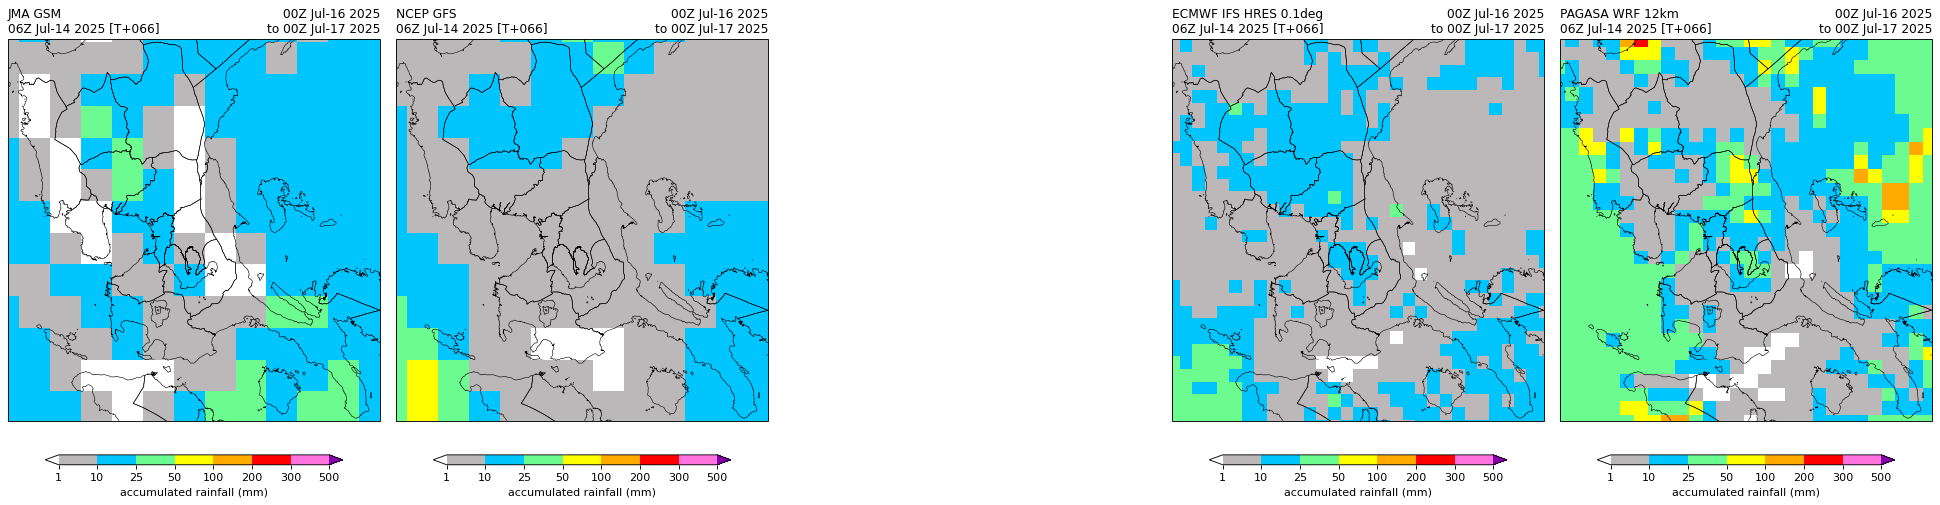 JMA GSM 00Z Jul-16 2025
06Z Jul-14 2025 [T+066] to 00Z Jul-17 2025
1 10 25 50 100 200 300 500
accumulated rainfall (mm)
NCEP GFS 00Z Jul-16 2025
06Z Jul-14 2025 [T+066] to 00Z Jul-17 2025
1 10 25 50 100 200 300 500
accumulated rainfall (mm)
ECMWF IFS HRES 0.1deg 00Z Jul-16 2025
06Z Jul-14 2025 [T+066] to 00Z Jul-17 2025
1 10 25 50 100 200 300 500
accumulated rainfall (mm)
PAGASA WRF 12km 00Z Jul-16 2025
06Z Jul-14 2025 [T+066] to 00Z Jul-17 2025
1 10 25 50 100 200 300 500
accumulated rainfall (mm)